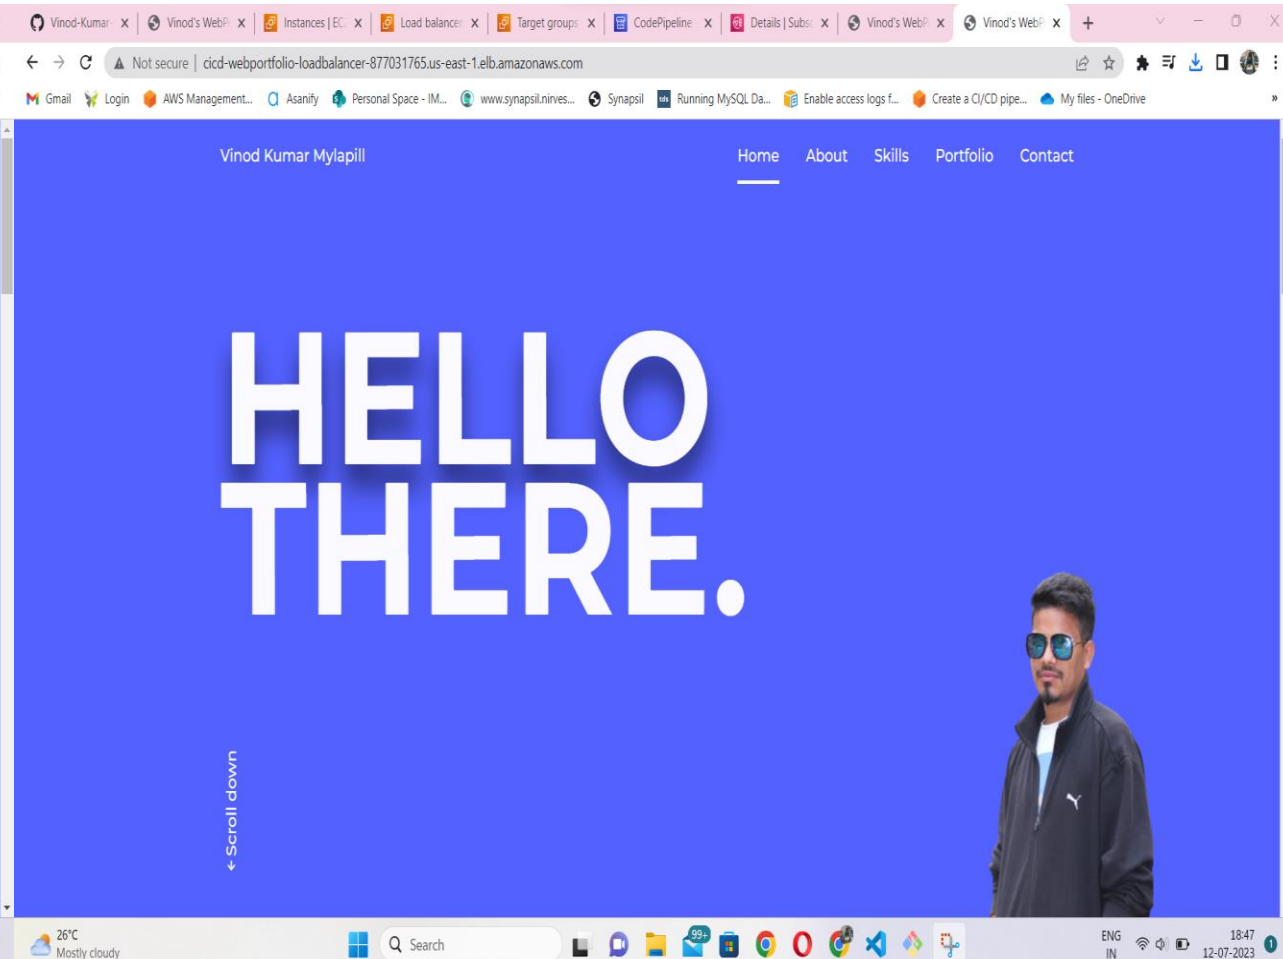 Vinod-Kumar-
Vinod's WebP
Instances | EC2
Load balancer
Target groups
CodePipeline
Details | Subsc
Vinod's WebP
Vinod's WebP
Not secure | cicd-webportfolio-loadbalancer-877031765.us-east-1.elb.amazonaws.com
Gmail
Login
AWS Management...
Asanify
Personal Space - IM...
www.synapsil.nirves...
Synapsil
tds
Running MySQL Da...
Enable access logs f...
Create a CI/CD pipe...
My files - OneDrive
»
Vinod Kumar Mylapill
Home
About
Skills
Portfolio
Contact
HELLO
THERE.
← Scroll down
26°C
Mostly cloudy
Search
99+
ENG
IN
18:47
12-07-2023
1